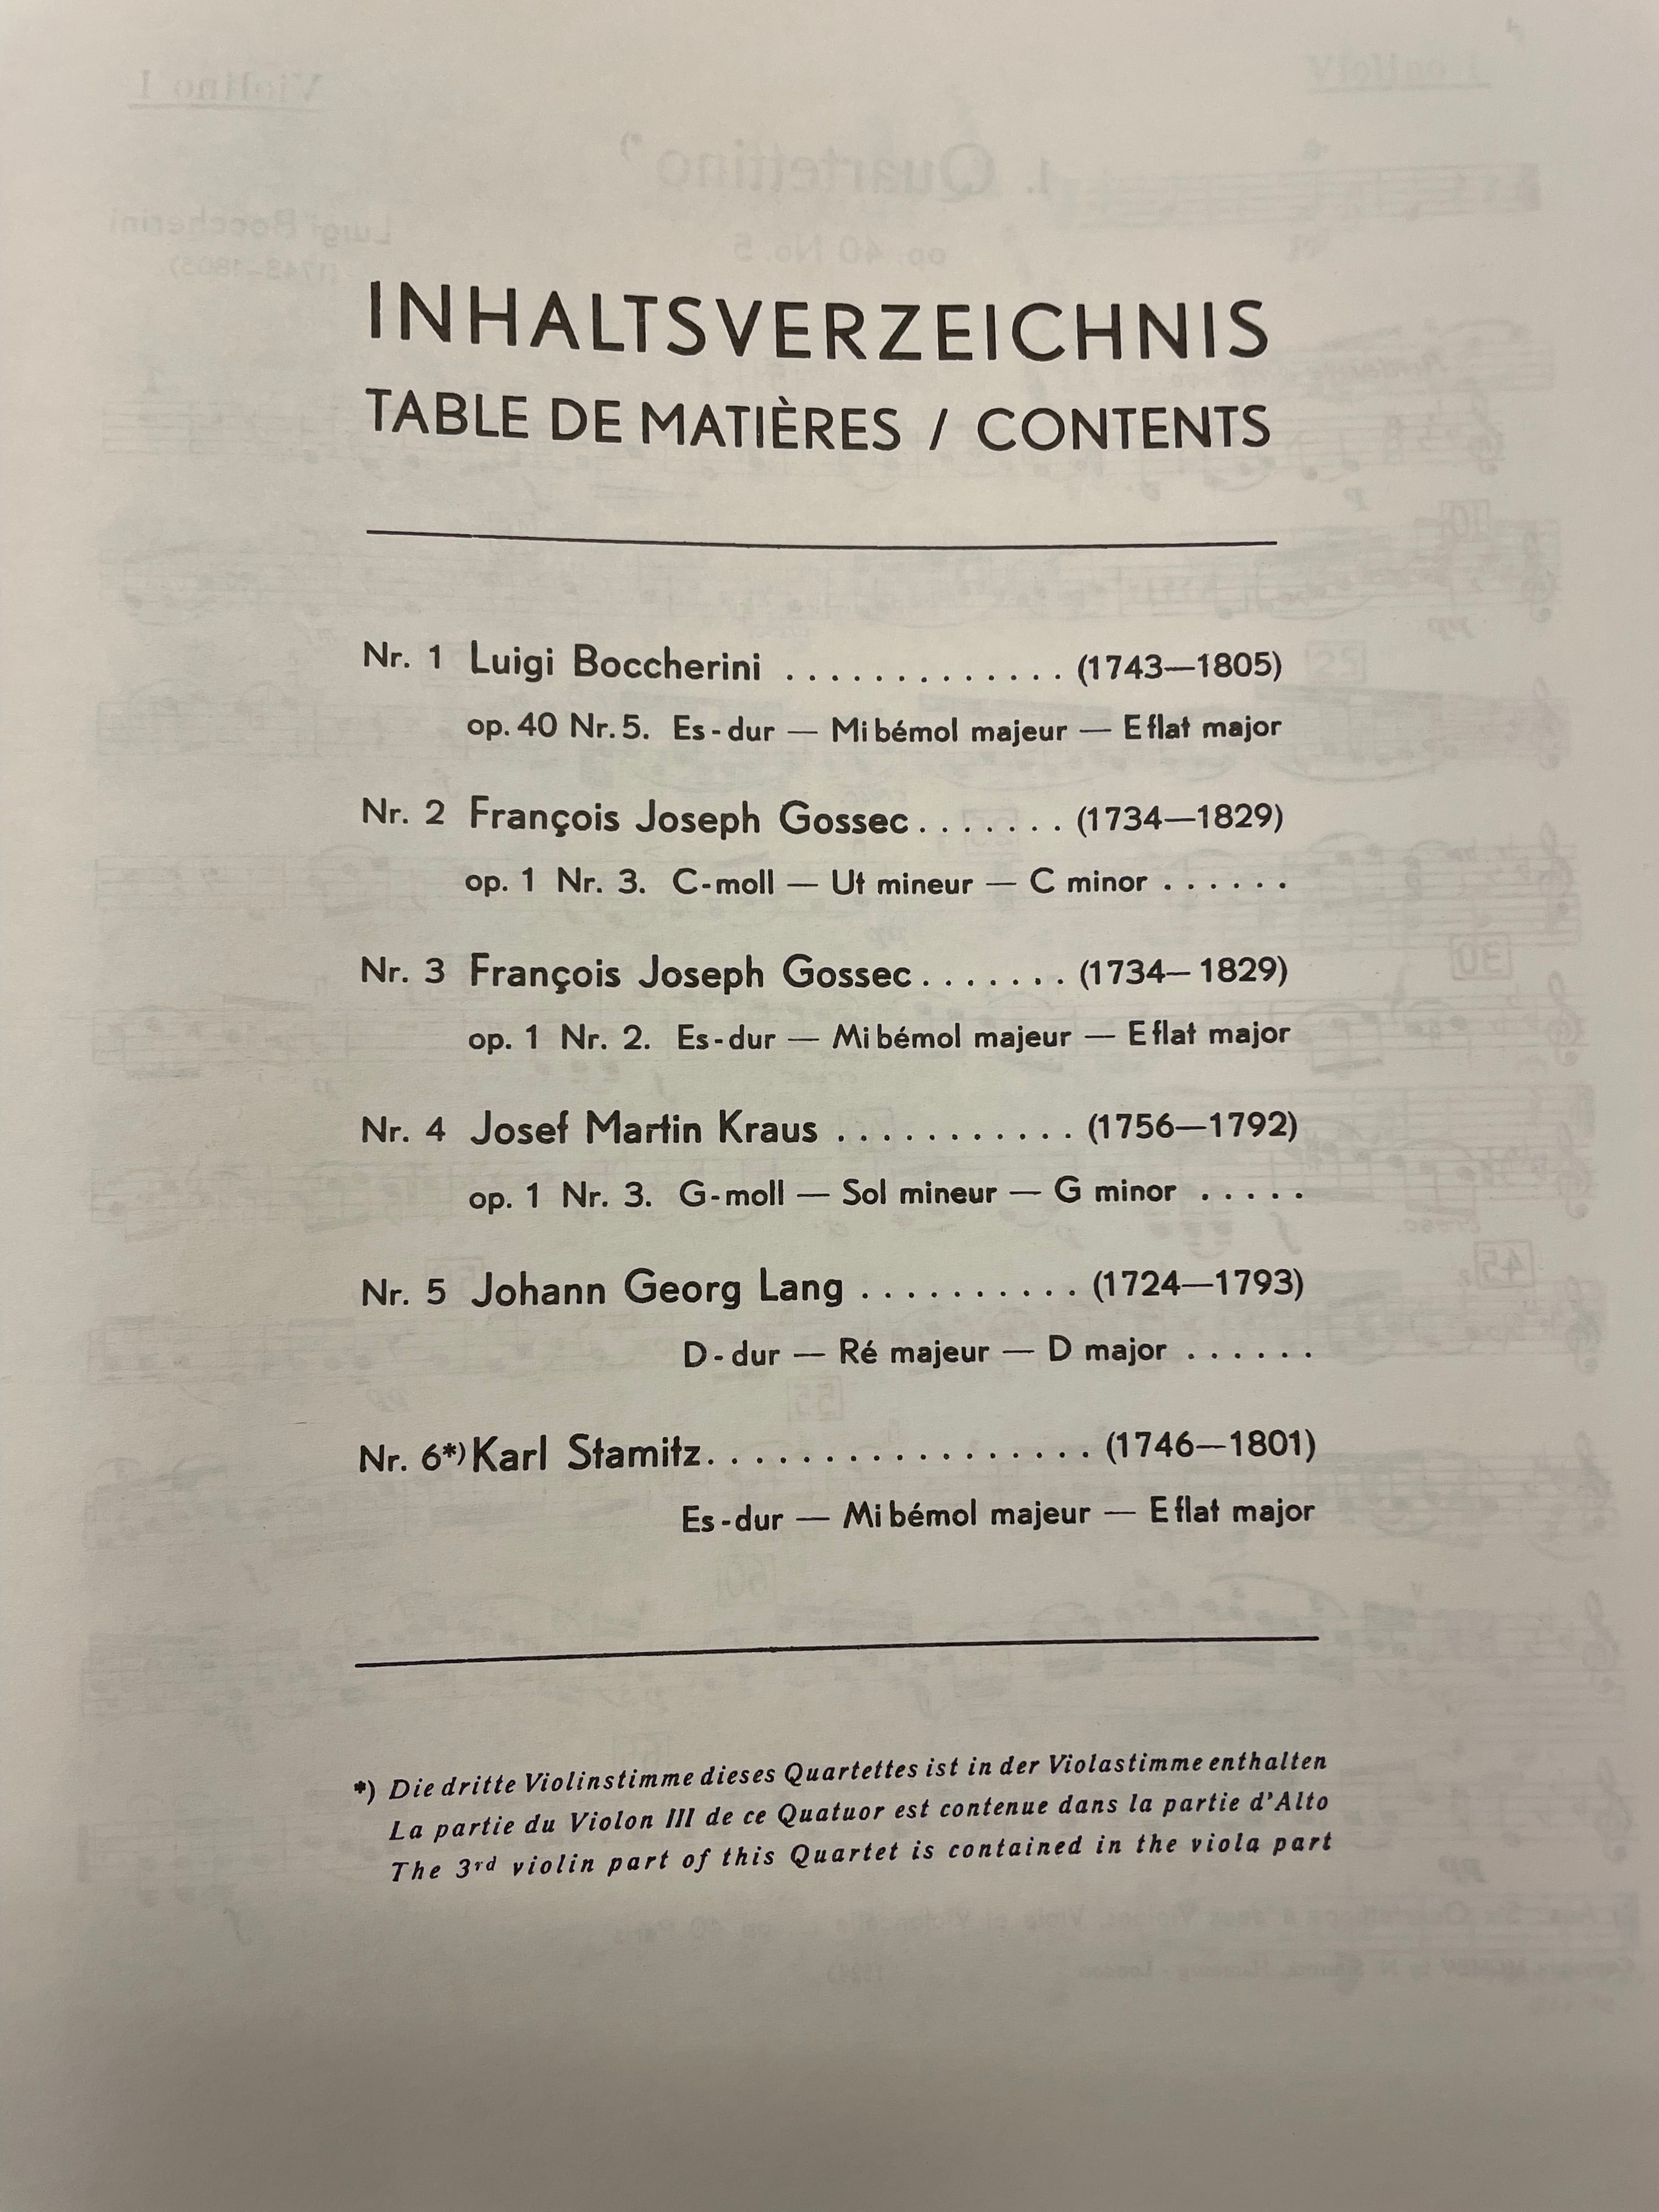 INHALTSVERZEICHNIS
TABLE DE MATIÈRES / CONTENTS
Nr. 1 Luigi Boccherini . . . . . . . . . . . . . (1743—1805)
op. 40 Nr. 5. Es-dur — Mi bémol majeur — E flat major
Nr. 2 François Joseph Gossec . . . . . . . (1734—1829)
op. 1 Nr. 3. C-moll — Ut mineur — C minor . . . . . .
Nr. 3 François Joseph Gossec . . . . . . . (1734—1829)
op. 1 Nr. 2. Es-dur — Mi bémol majeur — E flat major
Nr. 4 Josef Martin Kraus . . . . . . . . . . . (1756—1792)
op. 1 Nr. 3. G-moll — Sol mineur — G minor . . . . .
Nr. 5 Johann Georg Lang . . . . . . . . . . (1724—1793)
D-dur — Ré majeur — D major . . . . . .
Nr. 6*) Karl Stamitz . . . . . . . . . . . . . . . . . (1746—1801)
Es-dur — Mi bémol majeur — E flat major
*) Die dritte Violinstimme dieses Quartettes ist in der Violastimme enthalten
La partie du Violon III de ce Quatuor est contenue dans la partie d'Alto
The 3rd violin part of this Quartet is contained in the viola part